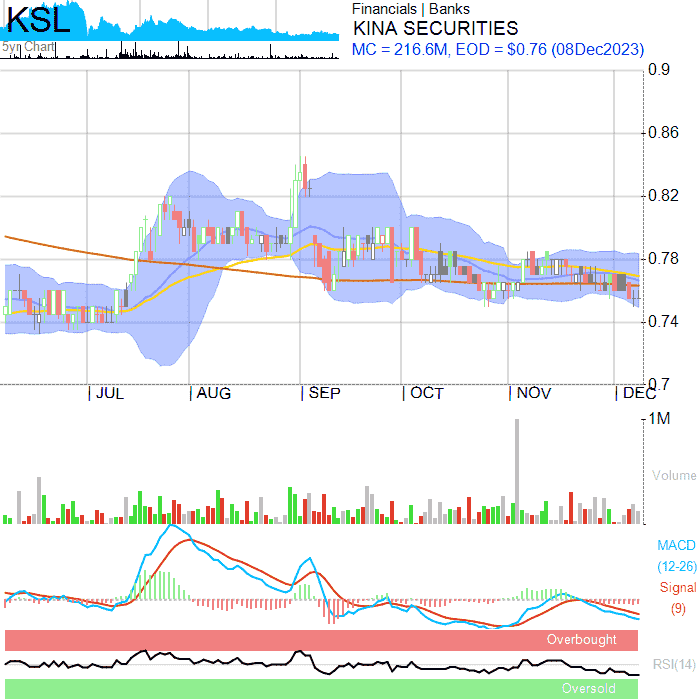 KSL
5yr Chart
Financials | Banks
KINA SECURITIES
MC = 216.6M, EOD = $0.76 (08Dec2023)
0.9
0.86
0.82
0.78
0.74
0.7
JUL
AUG
SEP
OCT
NOV
DEC
1M
Volume
MACD
(12-26)
Signal
(9)
Overbought
RSI(14)
Oversold